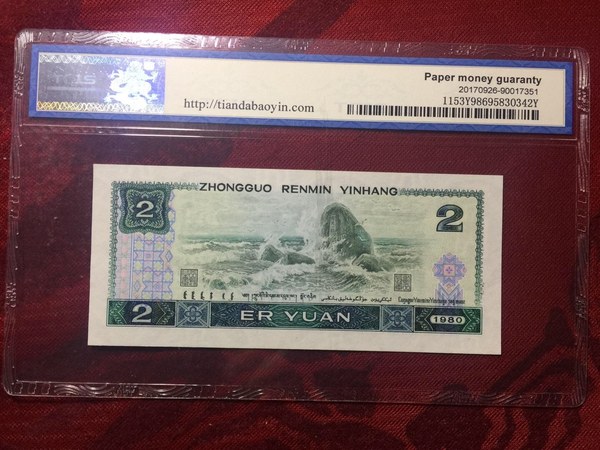 Paper money guaranty
20170926-90017351
http://tiandabaoyin.com
1153Y98695830342Y
ZHONGGUO RENMIN YINHANG
2
2
2
ER YUAN
1980